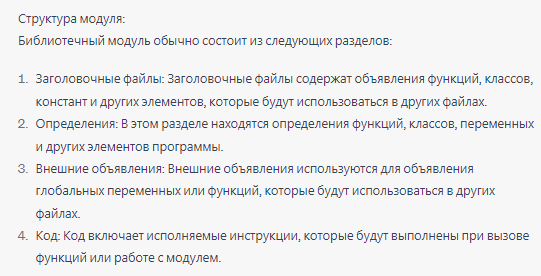 Структура модуля:
Библиотечный модуль обычно состоит из следующих разделов:
1. Заголовочные файлы: Заголовочные файлы содержат объявления функций, классов,
констант и других элементов, которые будут использоваться в других файлах.
2. Определения: В этом разделе находятся определения функций, классов, переменных
и других элементов программы.
3. Внешние объявления: Внешние объявления используются для объявления
глобальных переменных или функций, которые будут использоваться в других
файлах.
4. Код: Код включает исполняемые инструкции, которые будут выполнены при вызове
функций или работе с модулем.